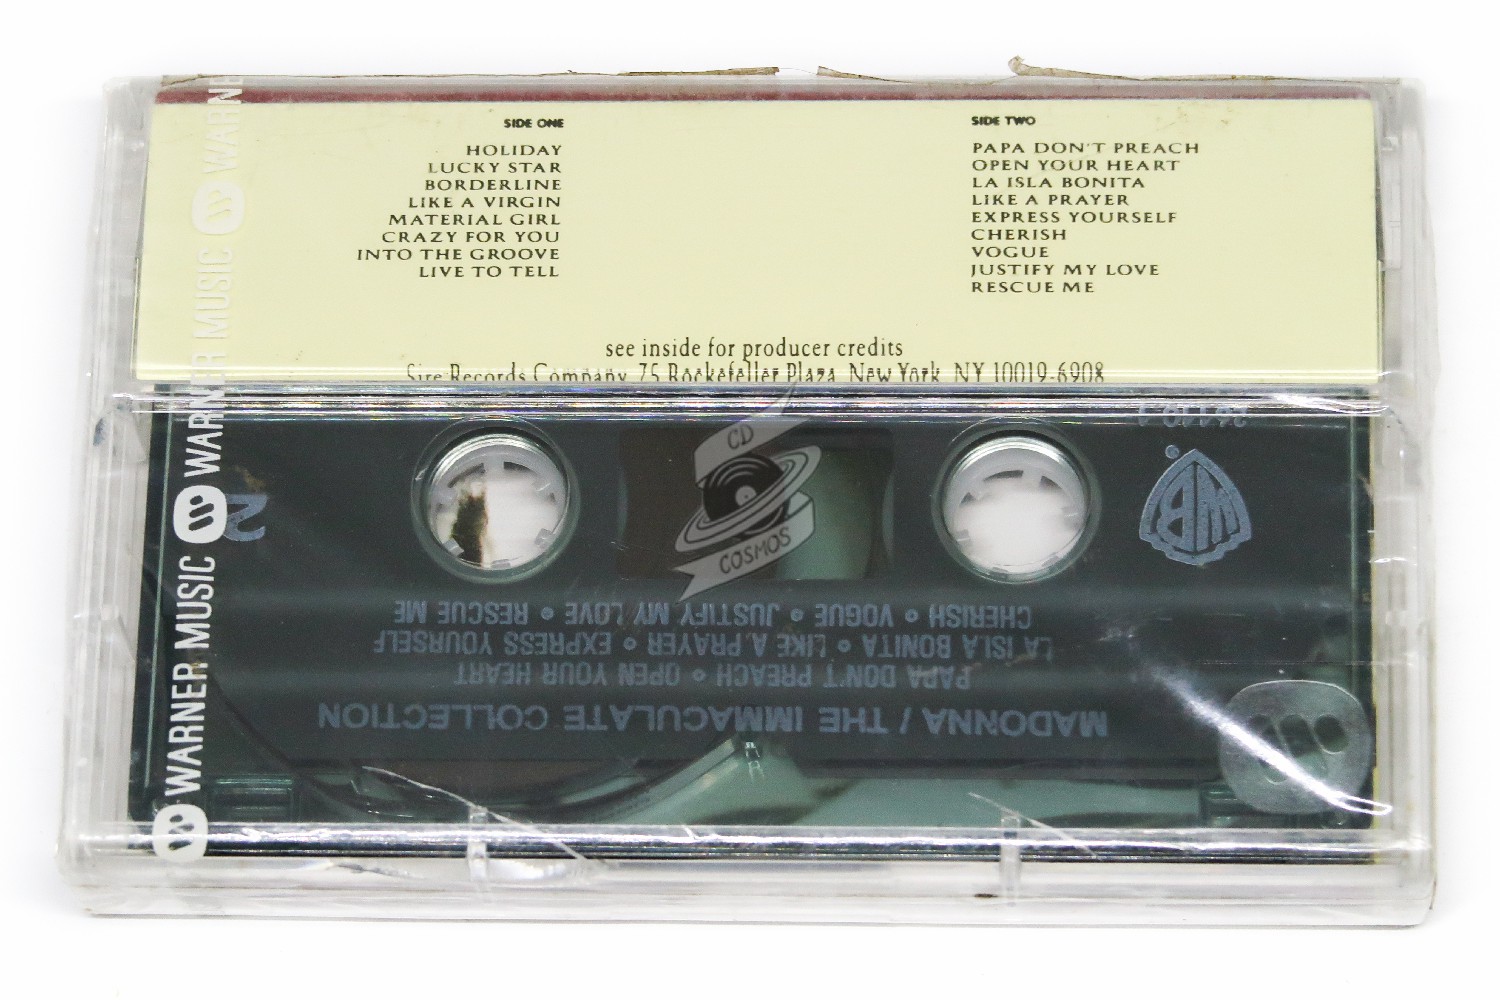 SIDE ONE
HOLIDAY
LUCKY STAR
BORDERLINE
LIKE A VIRGIN
MATERIAL GIRL
CRAZY FOR YOU
INTO THE GROOVE
LIVE TO TELL
SIDE TWO
PAPA DON'T PREACH
OPEN YOUR HEART
LA ISLA BONITA
LIKE A PRAYER
EXPRESS YOURSELF
CHERISH
VOGUE
JUSTIFY MY LOVE
RESCUE ME
see inside for producer credits
Sire Records Company, 75 Rockefeller Plaza, New York, NY 10019-6908
WARNER MUSIC WARNER MUSIC WARN
CD
COSMOS
2
WB
MADONNA / THE IMMACULATE COLLECTION
PAPA DON'T PREACH • OPEN YOUR HEART
LA ISLA BONITA • LIKE A PRAYER • EXPRESS YOURSELF
CHERISH • VOGUE • JUSTIFY MY LOVE • RESCUE ME